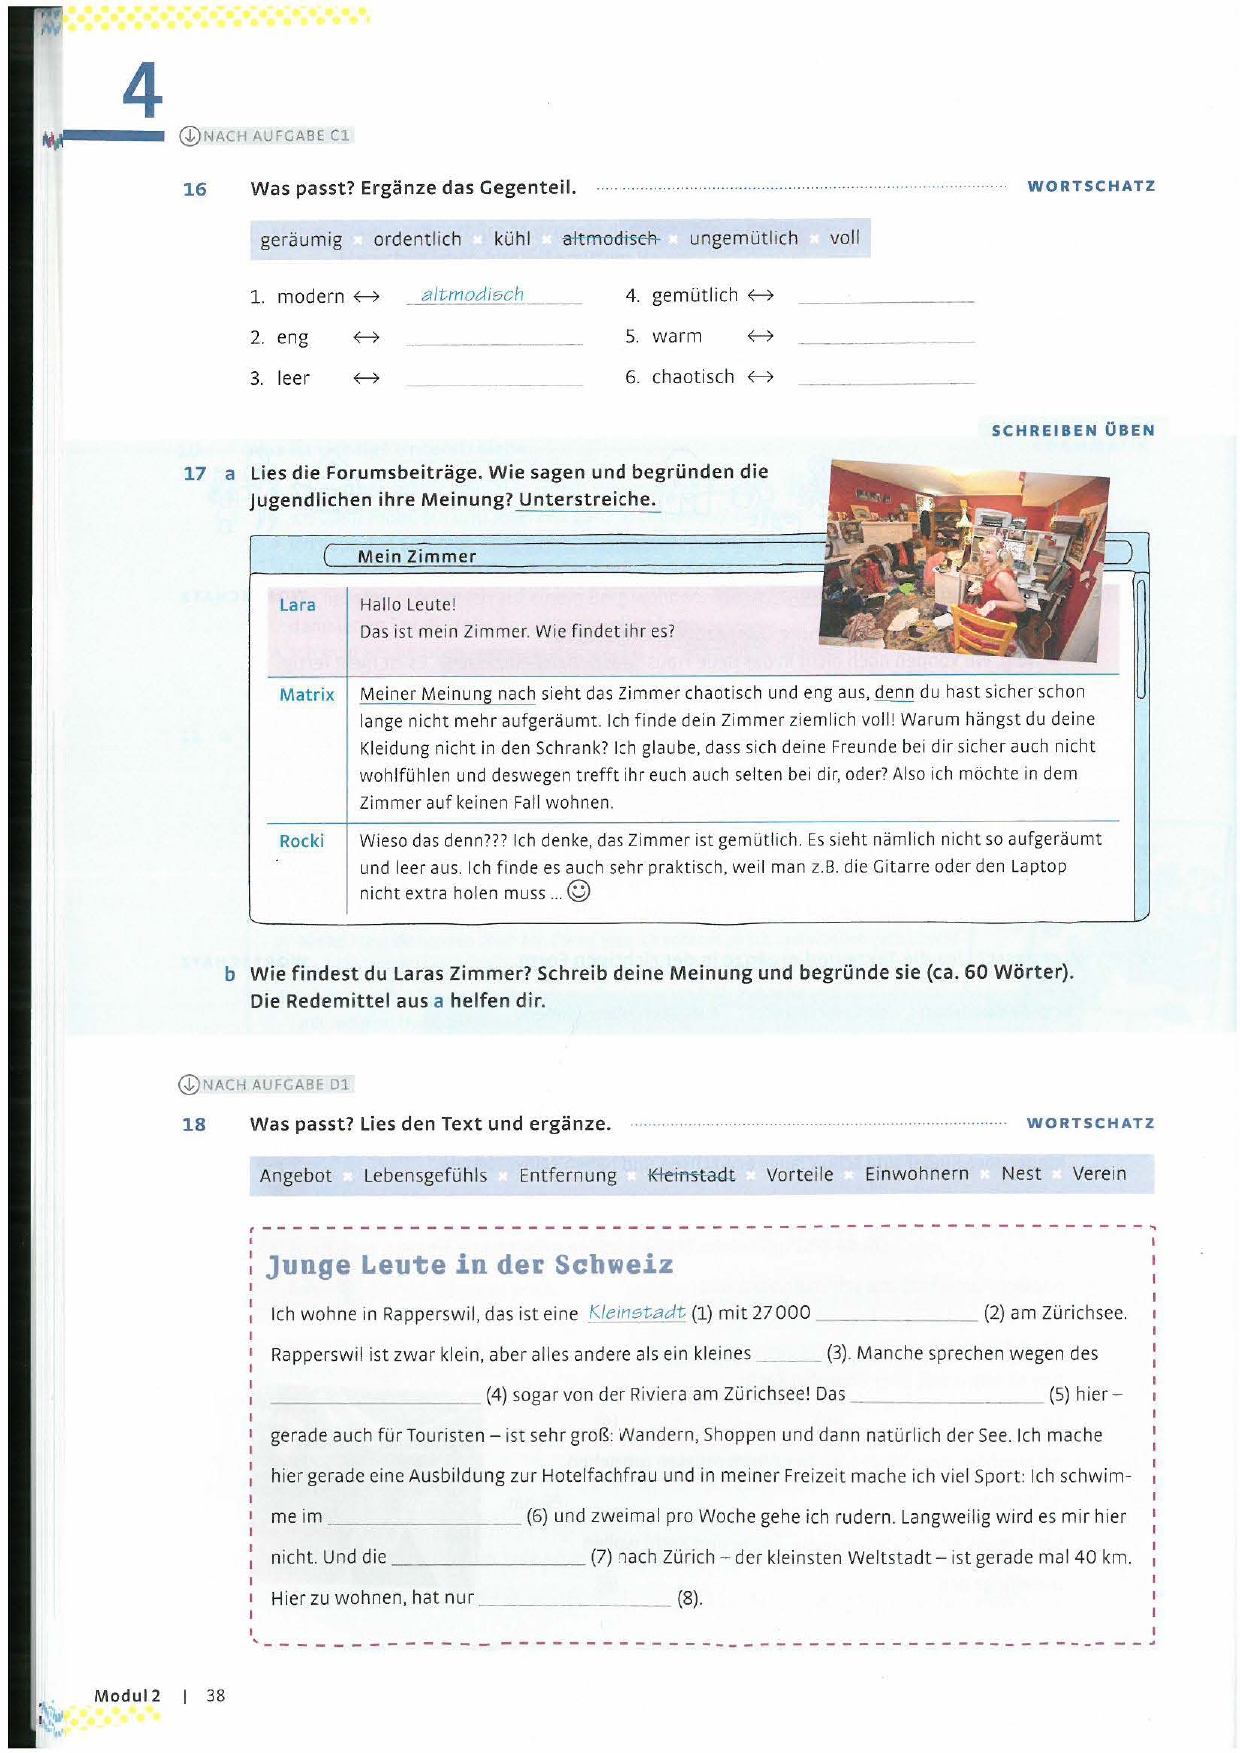 4
NACH AUFGABE C1
16 Was passt? Ergänze das Gegenteil. WORTSCHATZ
geräumig × ordentlich × kühl × altmodisch × ungemütlich × voll
1. modern ↔ altmodisch 4. gemütlich ↔
2. eng ↔ 5. warm ↔
3. leer ↔ 6. chaotisch ↔
SCHREIBEN ÜBEN
17 a Lies die Forumsbeiträge. Wie sagen und begründen die
Jugendlichen ihre Meinung? Unterstreiche.
Mein Zimmer
Lara Hallo Leute!
Das ist mein Zimmer. Wie findet ihr es?
Matrix Meiner Meinung nach sieht das Zimmer chaotisch und eng aus, denn du hast sicher schon
lange nicht mehr aufgeräumt. Ich finde dein Zimmer ziemlich voll! Warum hängst du deine
Kleidung nicht in den Schrank? Ich glaube, dass sich deine Freunde bei dir sicher auch nicht
wohlfühlen und deswegen trefft ihr euch auch selten bei dir, oder? Also ich möchte in dem
Zimmer auf keinen Fall wohnen.
Rocki Wieso das denn??? Ich denke, das Zimmer ist gemütlich. Es sieht nämlich nicht so aufgeräumt
und leer aus. Ich finde es auch sehr praktisch, weil man z.B. die Gitarre oder den Laptop
nicht extra holen muss ... ☺
b Wie findest du Laras Zimmer? Schreib deine Meinung und begründe sie (ca. 60 Wörter).
Die Redemittel aus a helfen dir.
NACH AUFGABE D1
18 Was passt? Lies den Text und ergänze. WORTSCHATZ
Angebot × Lebensgefühls × Entfernung × Kleinstadt × Vorteile × Einwohnern × Nest × Verein
Junge Leute in der Schweiz
Ich wohne in Rapperswil, das ist eine Kleinstadt (1) mit 27000 ____ (2) am Zürichsee.
Rapperswil ist zwar klein, aber alles andere als ein kleines ____ (3). Manche sprechen wegen des
____ (4) sogar von der Riviera am Zürichsee! Das ____ (5) hier –
gerade auch für Touristen – ist sehr groß: Wandern, Shoppen und dann natürlich der See. Ich mache
hier gerade eine Ausbildung zur Hotelfachfrau und in meiner Freizeit mache ich viel Sport: Ich schwim-
me im ____ (6) und zweimal pro Woche gehe ich rudern. Langweilig wird es mir hier
nicht. Und die ____ (7) nach Zürich – der kleinsten Weltstadt – ist gerade mal 40 km.
Hier zu wohnen, hat nur ____ (8).
Modul 2 | 38